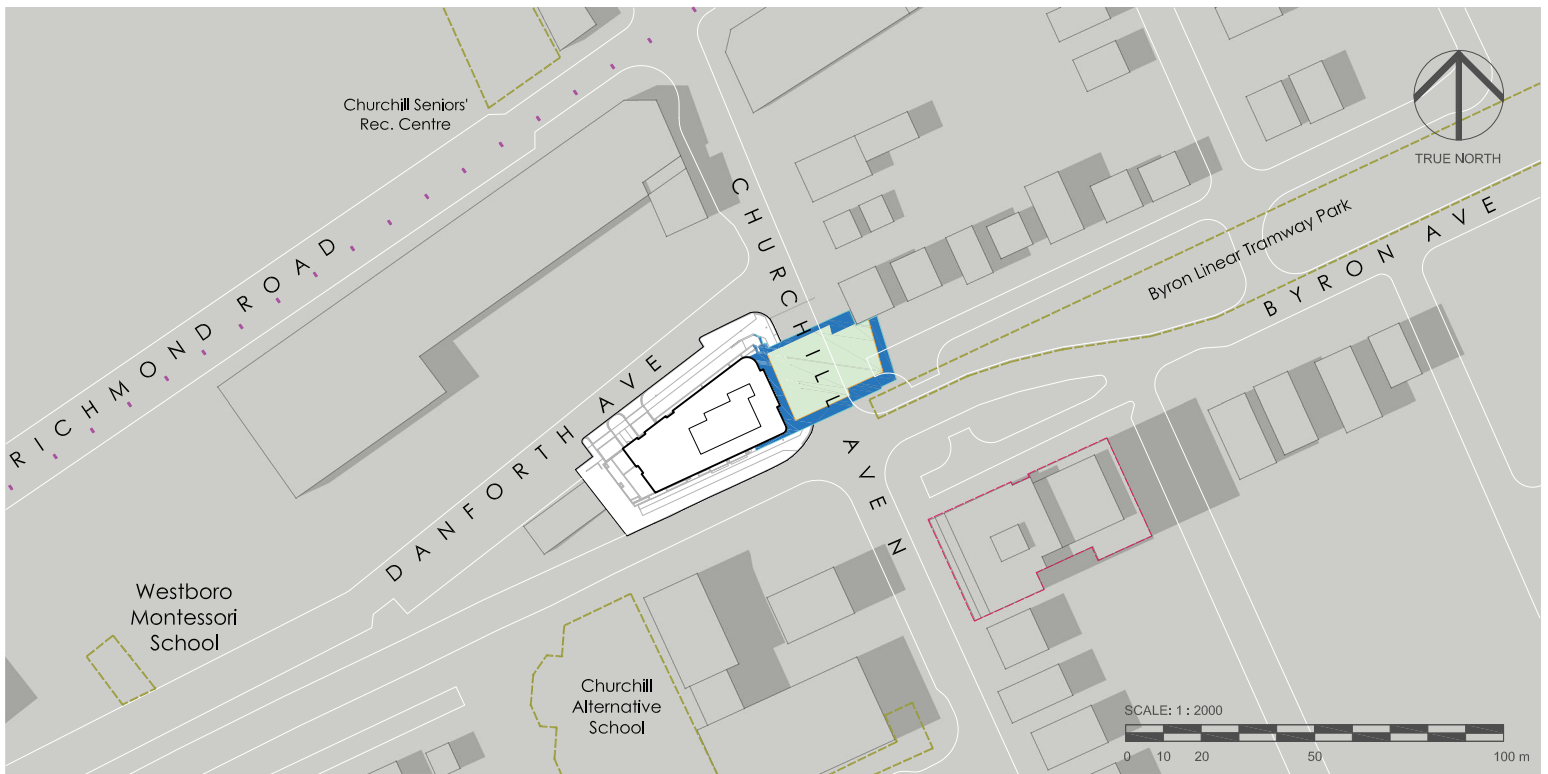 Churchill Seniors'
Rec. Centre
TRUE NORTH
CHURCHILL AVE N
RICHMOND ROAD
Byron Linear Tramway Park
BYRON AVE
DANFORTH AVE
Westboro
Montessori
School
Churchill
Alternative
School
SCALE: 1 : 2000
0 10 20 50 100 m